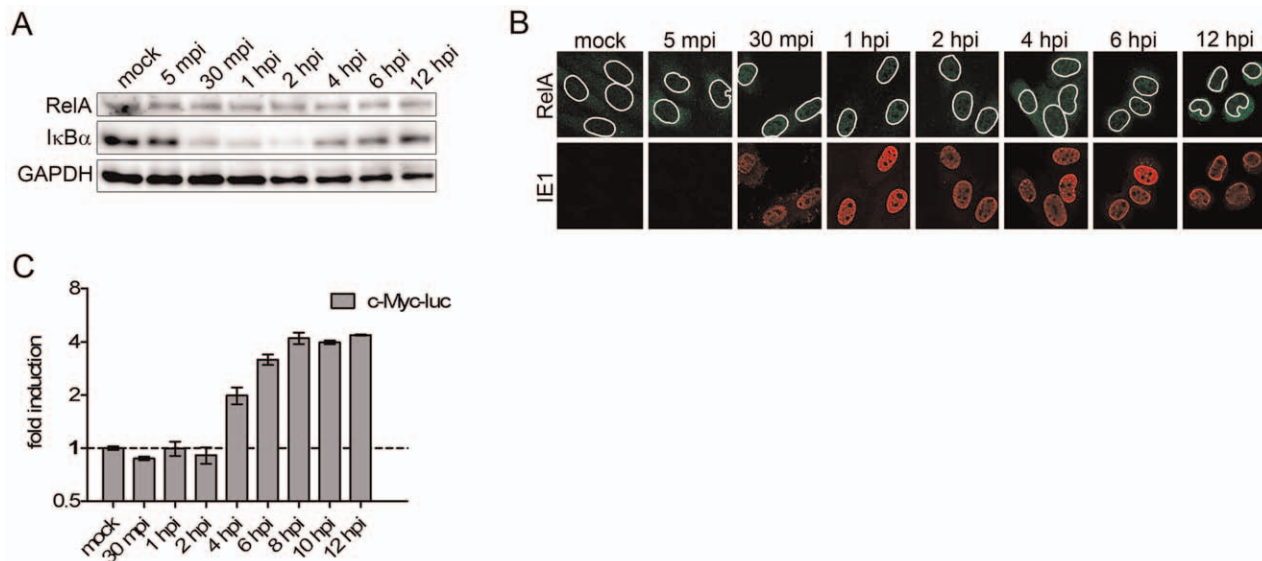 A
mock 5 mpi 30 mpi 1 hpi 2 hpi 4 hpi 6 hpi 12 hpi
RelA
IκBα
GAPDH
B
mock 5 mpi 30 mpi 1 hpi 2 hpi 4 hpi 6 hpi 12 hpi
RelA
IE1
C
8
4
2
1
0.5
fold induction
c-Myc-luc
mock 30 mpi 1 hpi 2 hpi 4 hpi 6 hpi 8 hpi 10 hpi 12 hpi